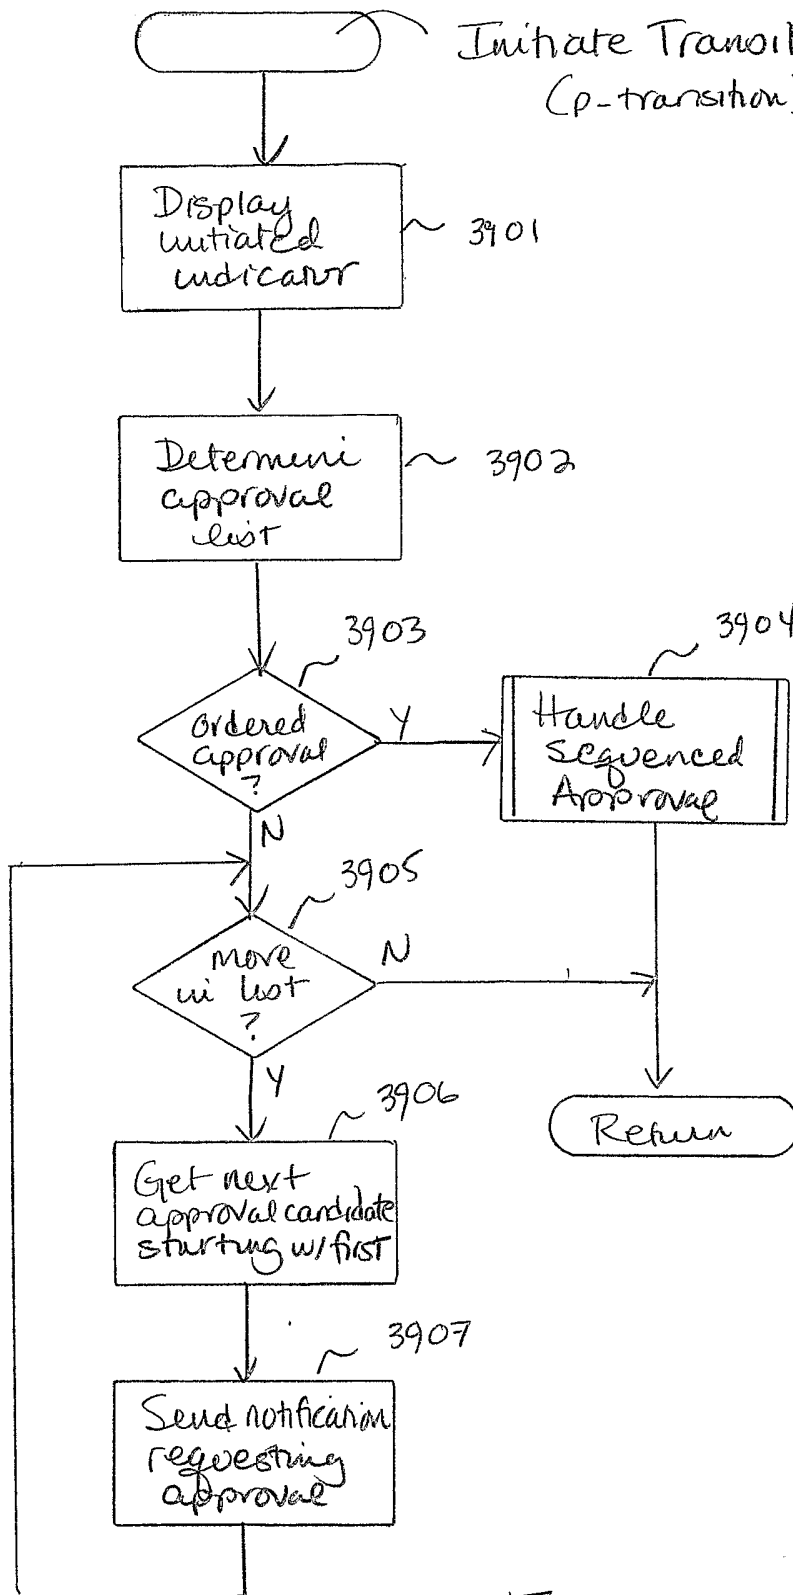 Initiate Transit
(p-transition)
Display
initiated
indicator
3901
Determine
approval
list
3902
3903
Ordered
approval
?
Y
N
3904
Handle
Sequenced
Approval
3905
more
in list
?
N
Y
Return
3906
Get next
approval candidate
starting w/ first
3907
Send notification
requesting
approval